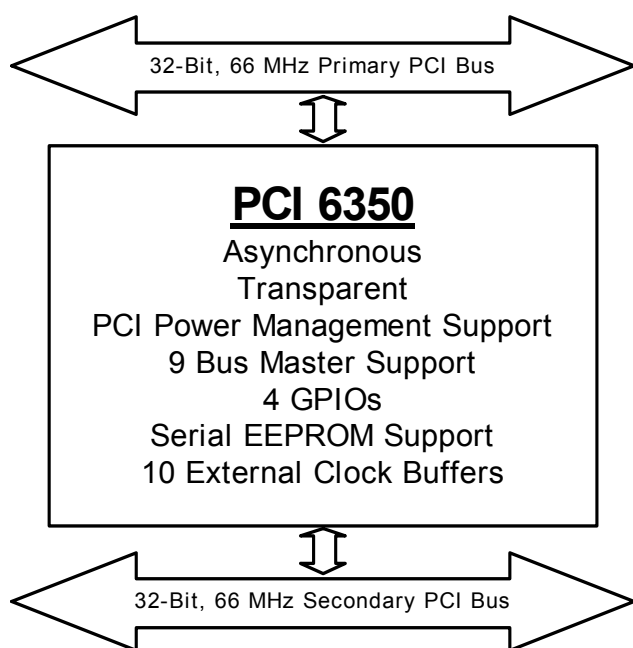 32-Bit, 66 MHz Primary PCI Bus
PCI 6350
Asynchronous
Transparent
PCI Power Management Support
9 Bus Master Support
4 GPIOs
Serial EEPROM Support
10 External Clock Buffers
32-Bit, 66 MHz Secondary PCI Bus